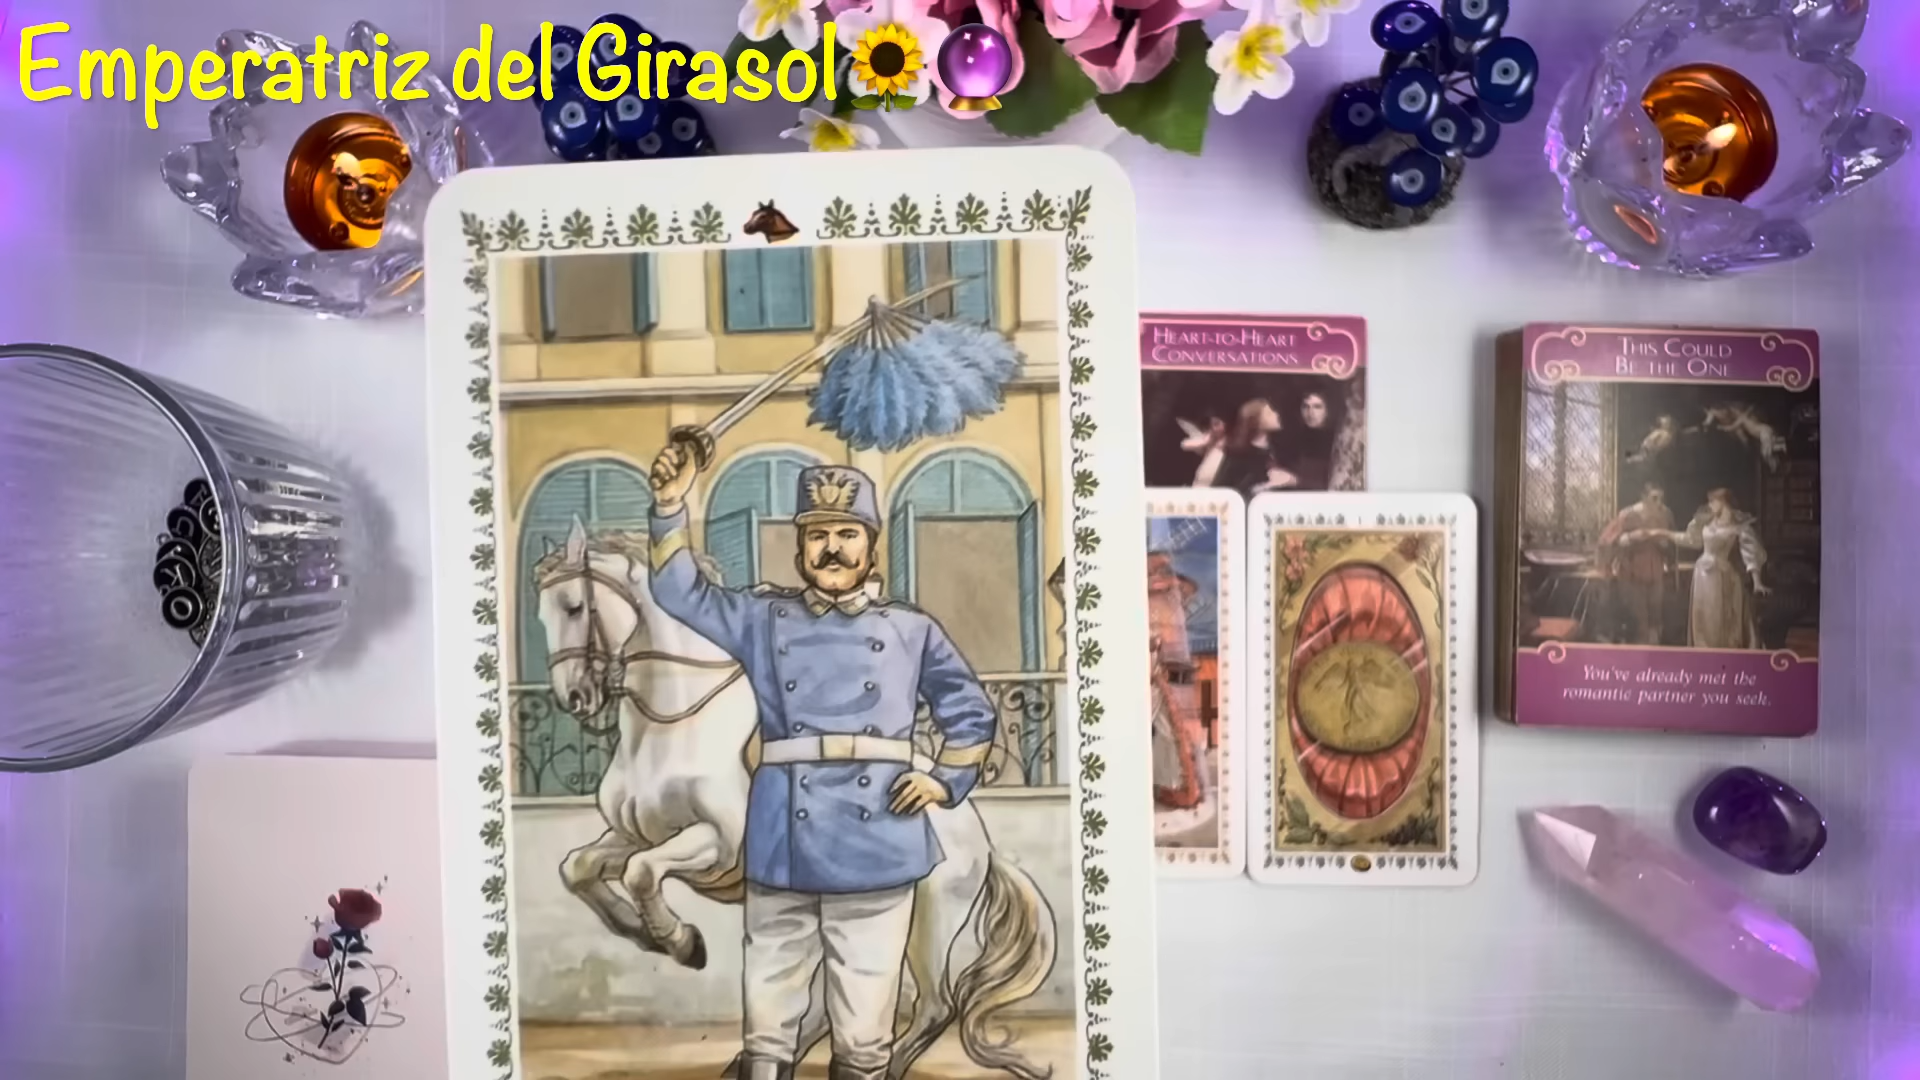 Emperatriz del Girasol🌻🔮
HEART-TO-HEART
CONVERSATIONS
THIS COULD
BE THE ONE
You've already met the
romantic partner you seek.